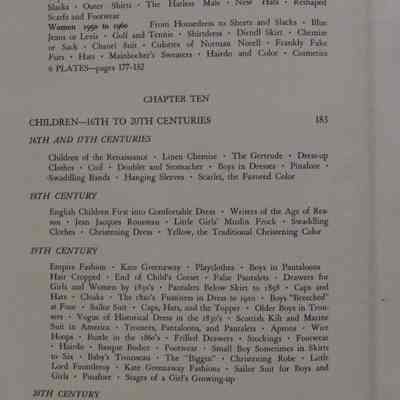 Slacks · Outer Shirts · The Hatless Male · New Hats · Reshaped
Scarfs and Footwear
Women 1950 to 1960 From Housedress to Shorts and Slacks · Blue
Jeans or Levis · Golf and Tennis · Shirtdress · Dirndl Skirt · Chemise
or Sack · Chanel Suit · Culottes of Norman Norell · Frankly Fake
Furs · Hats · Mainbocher's Sweaters · Hairdo and Color · Cosmetics
6 PLATES—pages 177-182
CHAPTER TEN
CHILDREN—16TH TO 20TH CENTURIES 183
16TH AND 17TH CENTURIES
Children of the Renaissance · Linen Chemise · The Gertrude · Dress-up
Clothes · Coif · Doublet and Stomacher · Boys in Dresses · Pinafore ·
Swaddling Bands · Hanging Sleeves · Scarlet, the Favored Color
18TH CENTURY
English Children First into Comfortable Dress · Writers of the Age of Rea-
son · Jean Jacques Rousseau · Little Girls' Muslin Frock · Swaddling
Clothes · Christening Dress · Yellow, the Traditional Christening Color
19TH CENTURY
Empire Fashion · Kate Greenaway · Playclothes · Boys in Pantaloons
Hair Cropped · End of Child's Corset · False Pantalets · Drawers for
Girls and Women by 1830's · Pantalets Below Skirt to 1858 · Caps and
Hats · Cloaks · The 1820's Fussiness in Dress to 1910 · Boys "Breeched"
at Four · Sailor Suit · Caps, Hats, and the Topper · Older Boys in Trou-
sers · Vogue of Historical Dress in the 1850's · Scottish Kilt and Marine
Suit in America · Trousers, Pantaloons, and Pantalets · Aprons · Wire
Hoops · Bustle in the 1860's · Frilled Drawers · Stockings · Footwear
· Hairdo · Basque Bodice · Footwear · Small Boy Sometimes in Skirts
to Six · Baby's Trousseau · The "Biggin" · Christening Robe · Little
Lord Fauntleroy · Kate Greenaway Fashions · Sailor Suit for Boys and
Girls · Pinafore · Stages of a Girl's Growing-up
20TH CENTURY